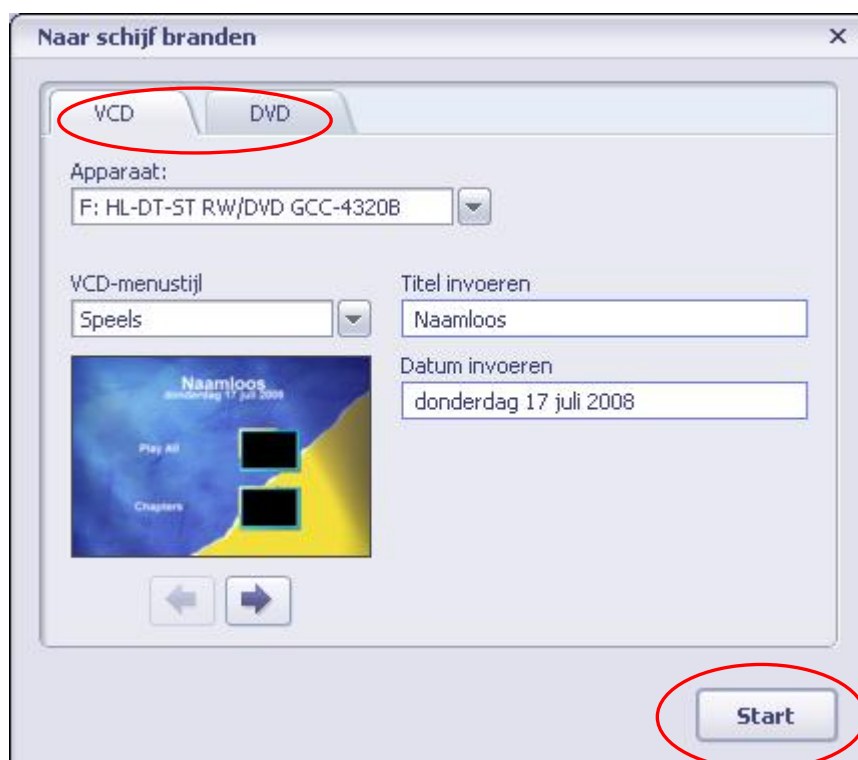 Naar schijf branden
VCD DVD
Apparaat:
F: HL-DT-ST RW/DVD GCC-4320B
VCD-menustijl
Speels
Titel invoeren
Naamloos
Datum invoeren
donderdag 17 juli 2008
Naamloos
donderdag 17 juli 2008
Play All
Chapters
Start